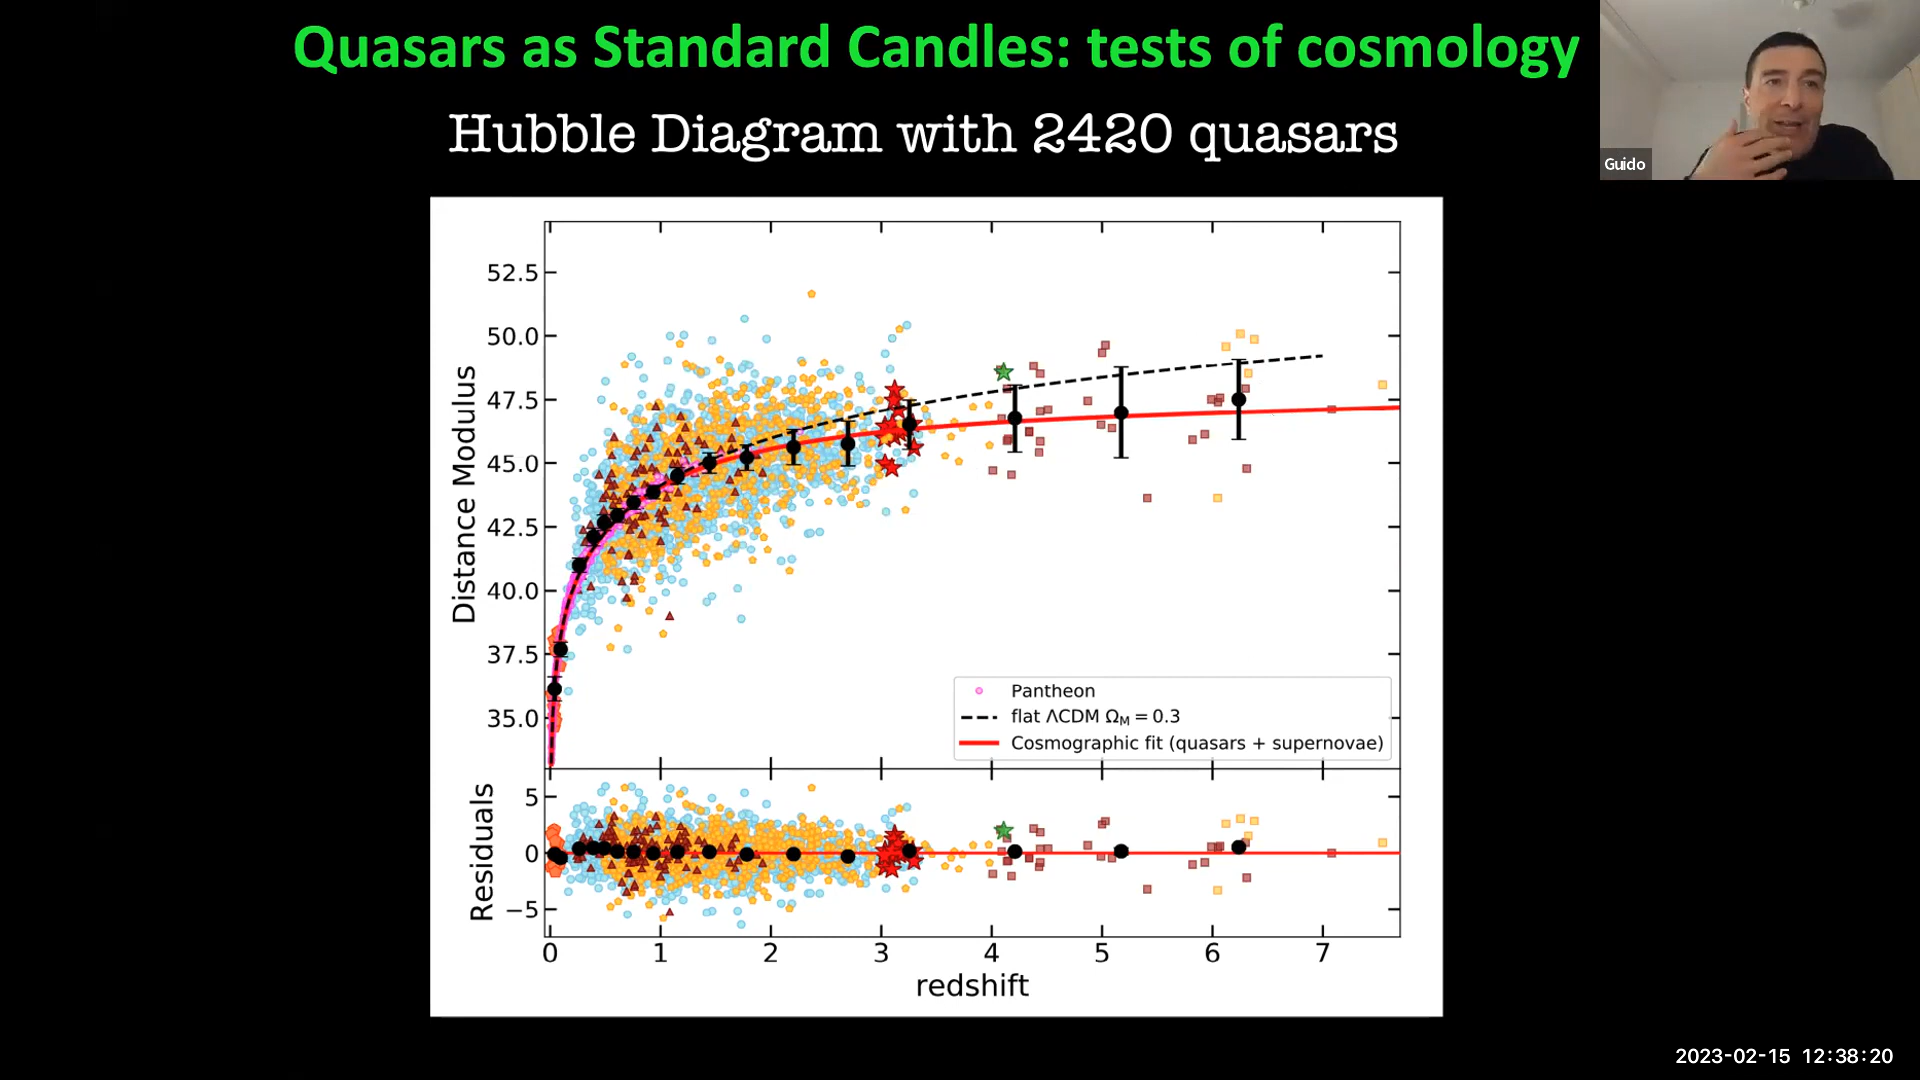 Quasars as Standard Candles: tests of cosmology
Hubble Diagram with 2420 quasars
Guido
Distance Modulus
52.5
50.0
47.5
45.0
42.5
40.0
37.5
35.0
Pantheon
flat ΛCDM Ω_M = 0.3
Cosmographic fit (quasars + supernovae)
Residuals
5
0
−5
0 1 2 3 4 5 6 7
redshift
2023-02-15 12:38:20